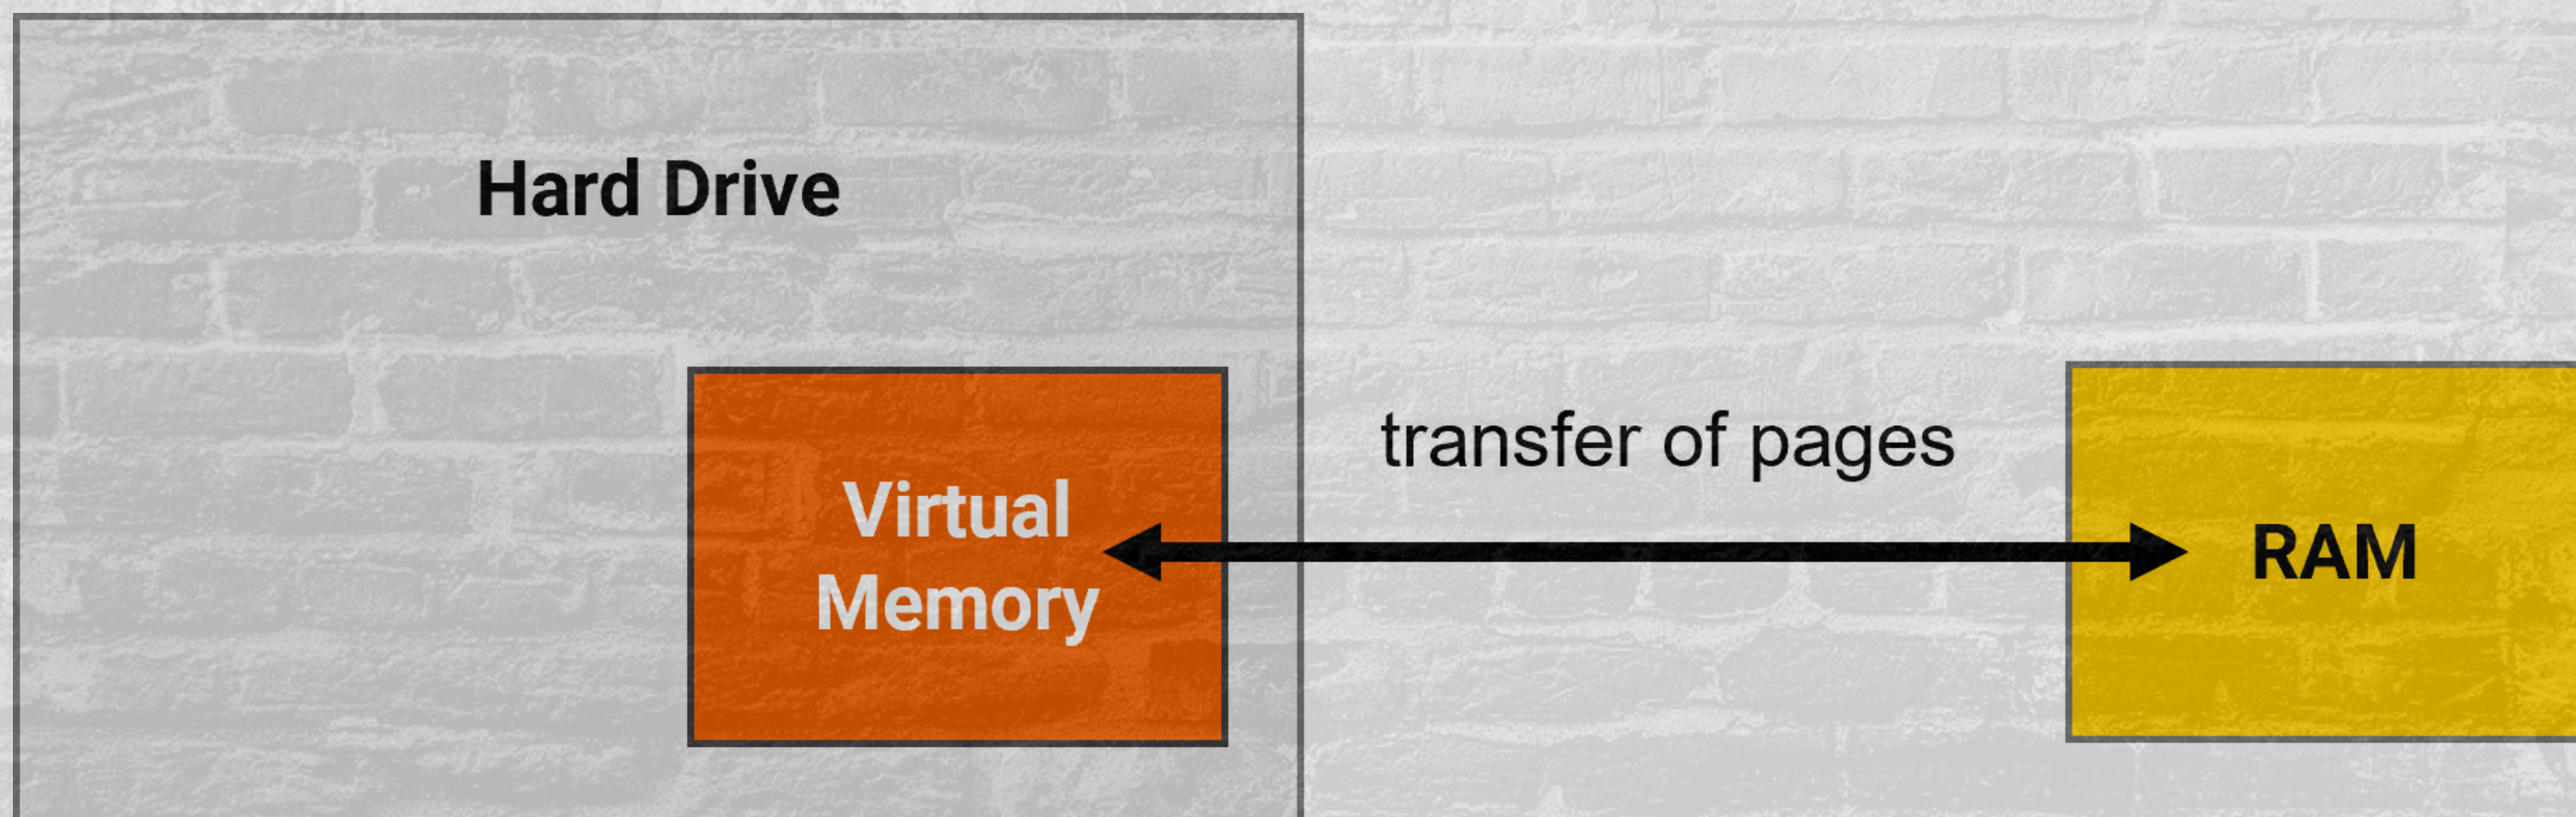 Hard Drive
transfer of pages
Virtual
Memory
RAM